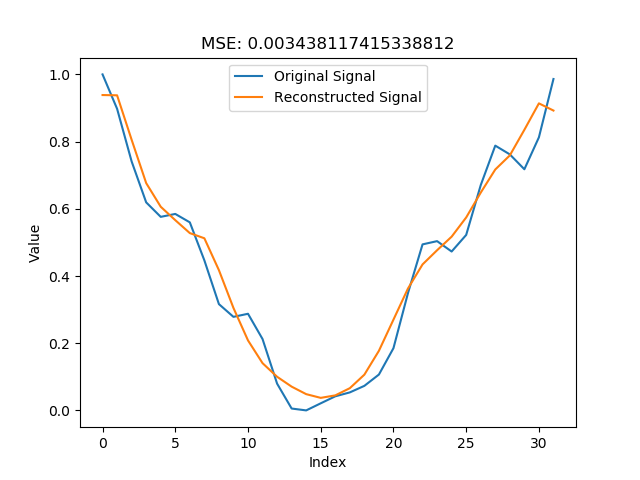 MSE: 0.003438117415338812
Original Signal
Reconstructed Signal
Value
1.0
0.8
0.6
0.4
0.2
0.0
0 5 10 15 20 25 30
Index